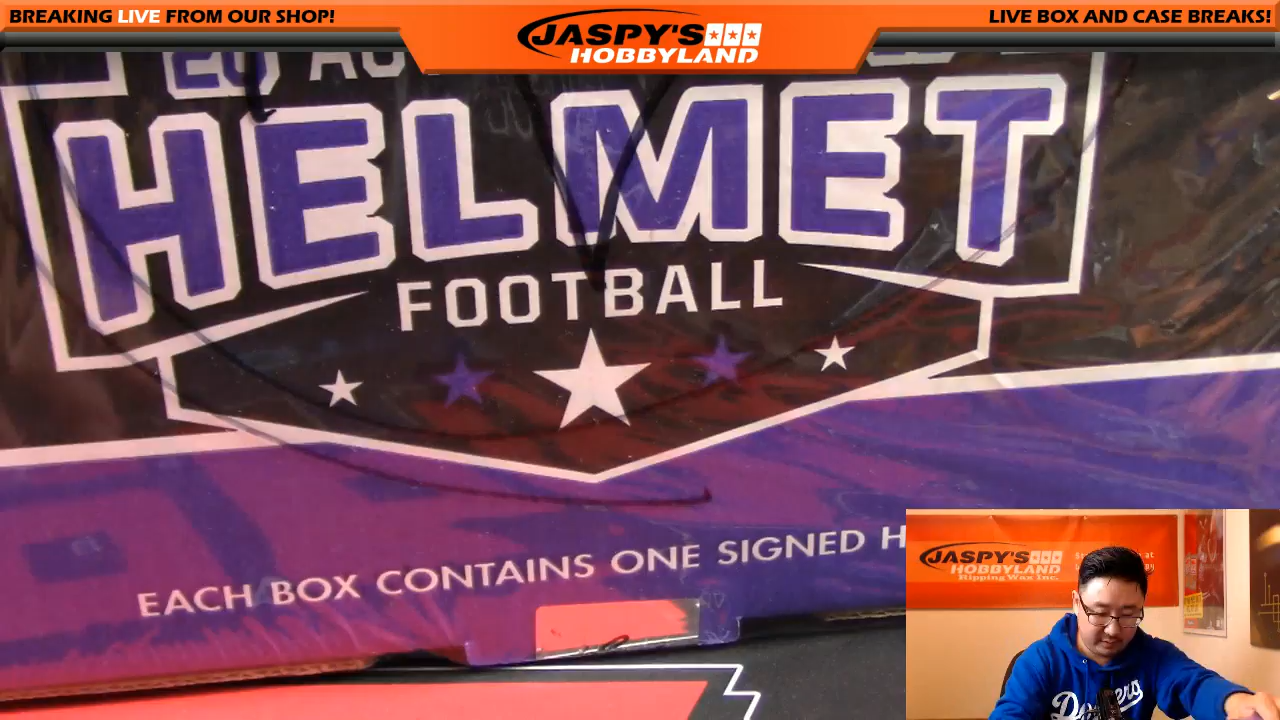 BREAKING LIVE FROM OUR SHOP!
JASPY'S
HOBBYLAND
LIVE BOX AND CASE BREAKS!
HELMET
FOOTBALL
EACH BOX CONTAINS ONE SIGNED H
JASPY'S
HOBBYLAND
Ripping Wax Inc.